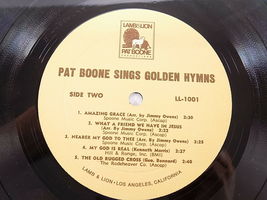 LAMB & LION
PAT BOONE
PAT BOONE SINGS GOLDEN HYMNS
SIDE TWO
LL-1001
1. AMAZING GRACE (Arr. by Jimmy Owens) 3:30
Spoone Music Corp. (Ascap)
2. WHAT A FRIEND WE HAVE IN JESUS
(Arr. By Jimmy Owens) 2:32
Spoone Music Corp. (Ascap)
3. NEARER MY GOD TO THEE (Arr. by Jimmy Owens) 3:25
Spoone Music Corp. (Ascap)
4. MY GOD IS REAL (Kenneth Morris) 2:27
Hill & Range, Inc. (BMI)
5. THE OLD RUGGED CROSS (Geo. Bennard) 2:40
The Rodeheaver Co. (Ascap)
LAMB & LION • LOS ANGELES, CALIFORNIA